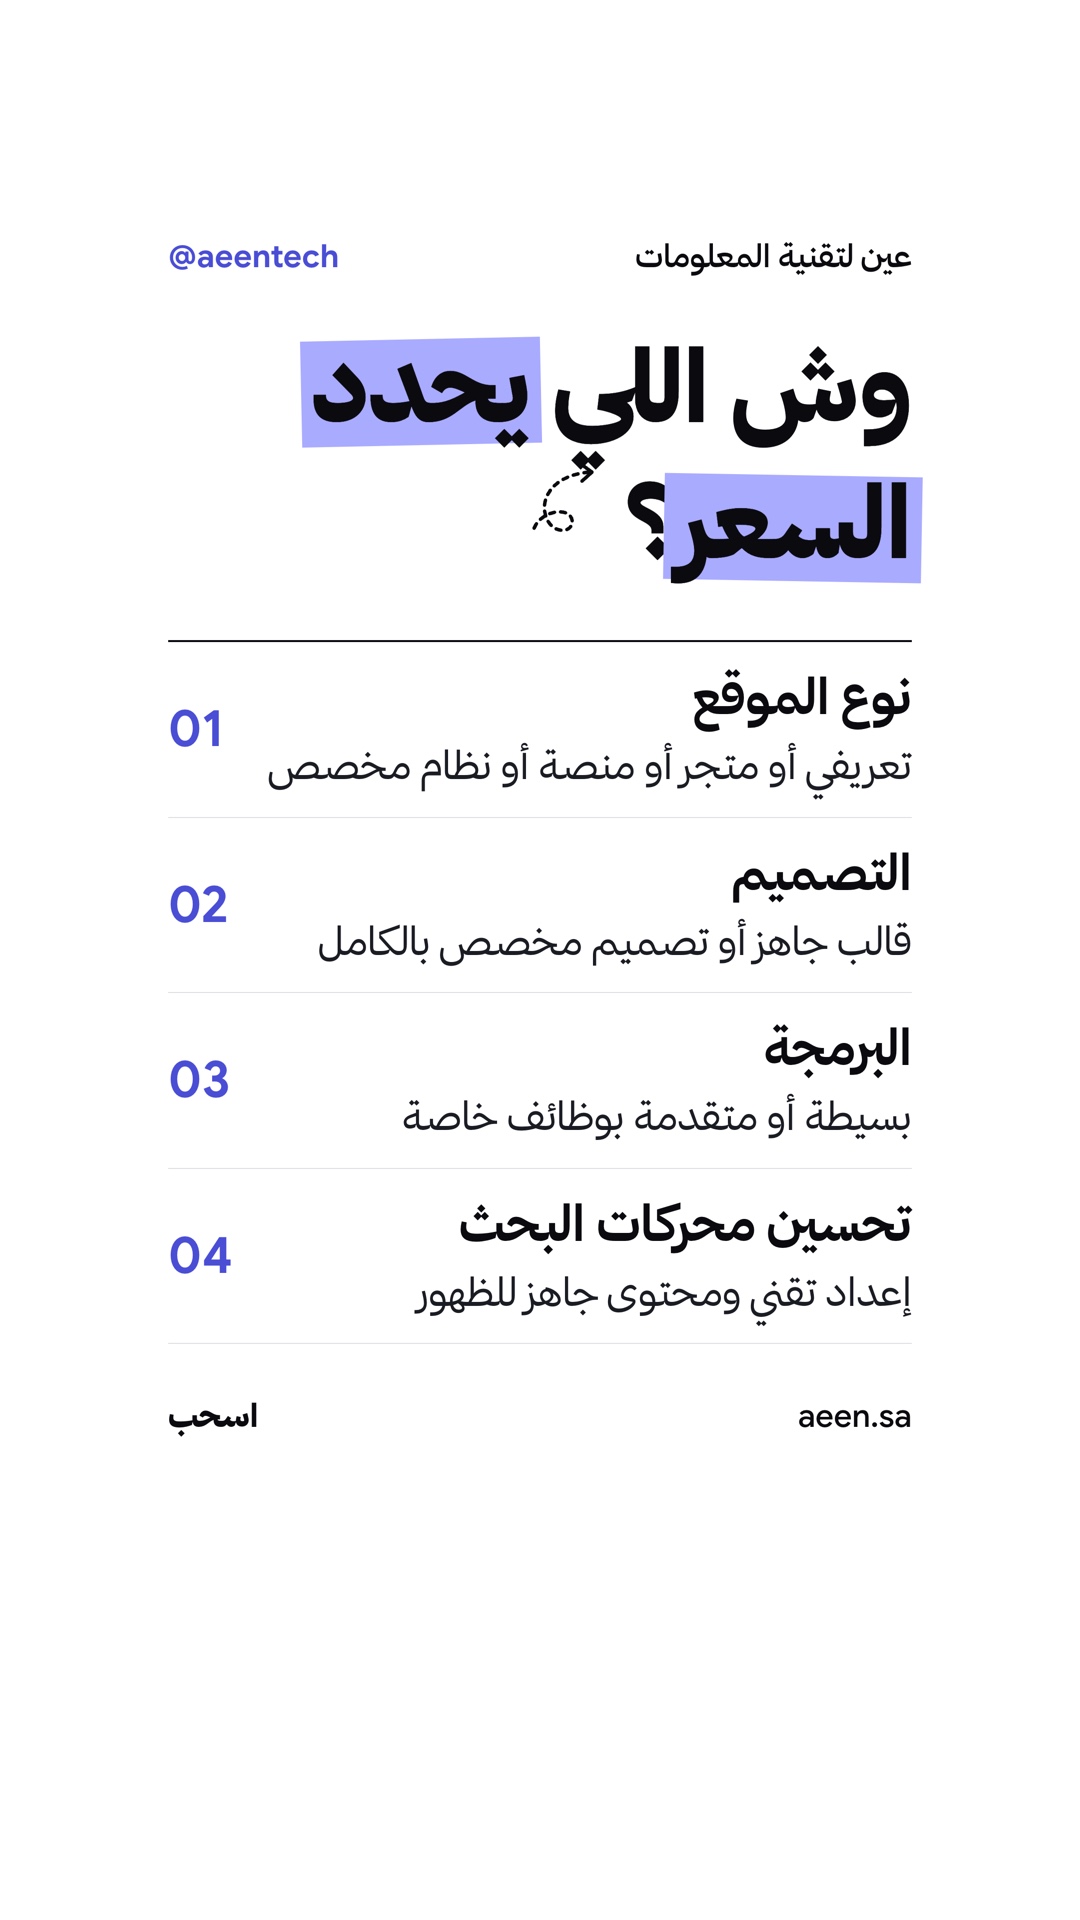 عين لتقنية المعلومات
@aeentech
وش اللي يحدد
السعر؟
نوع الموقع
01
تعريفي أو متجر أو منصة أو نظام مخصص
التصميم
02
قالب جاهز أو تصميم مخصص بالكامل
البرمجة
03
بسيطة أو متقدمة بوظائف خاصة
تحسين محركات البحث
04
إعداد تقني ومحتوى جاهز للظهور
aeen.sa
اسحب